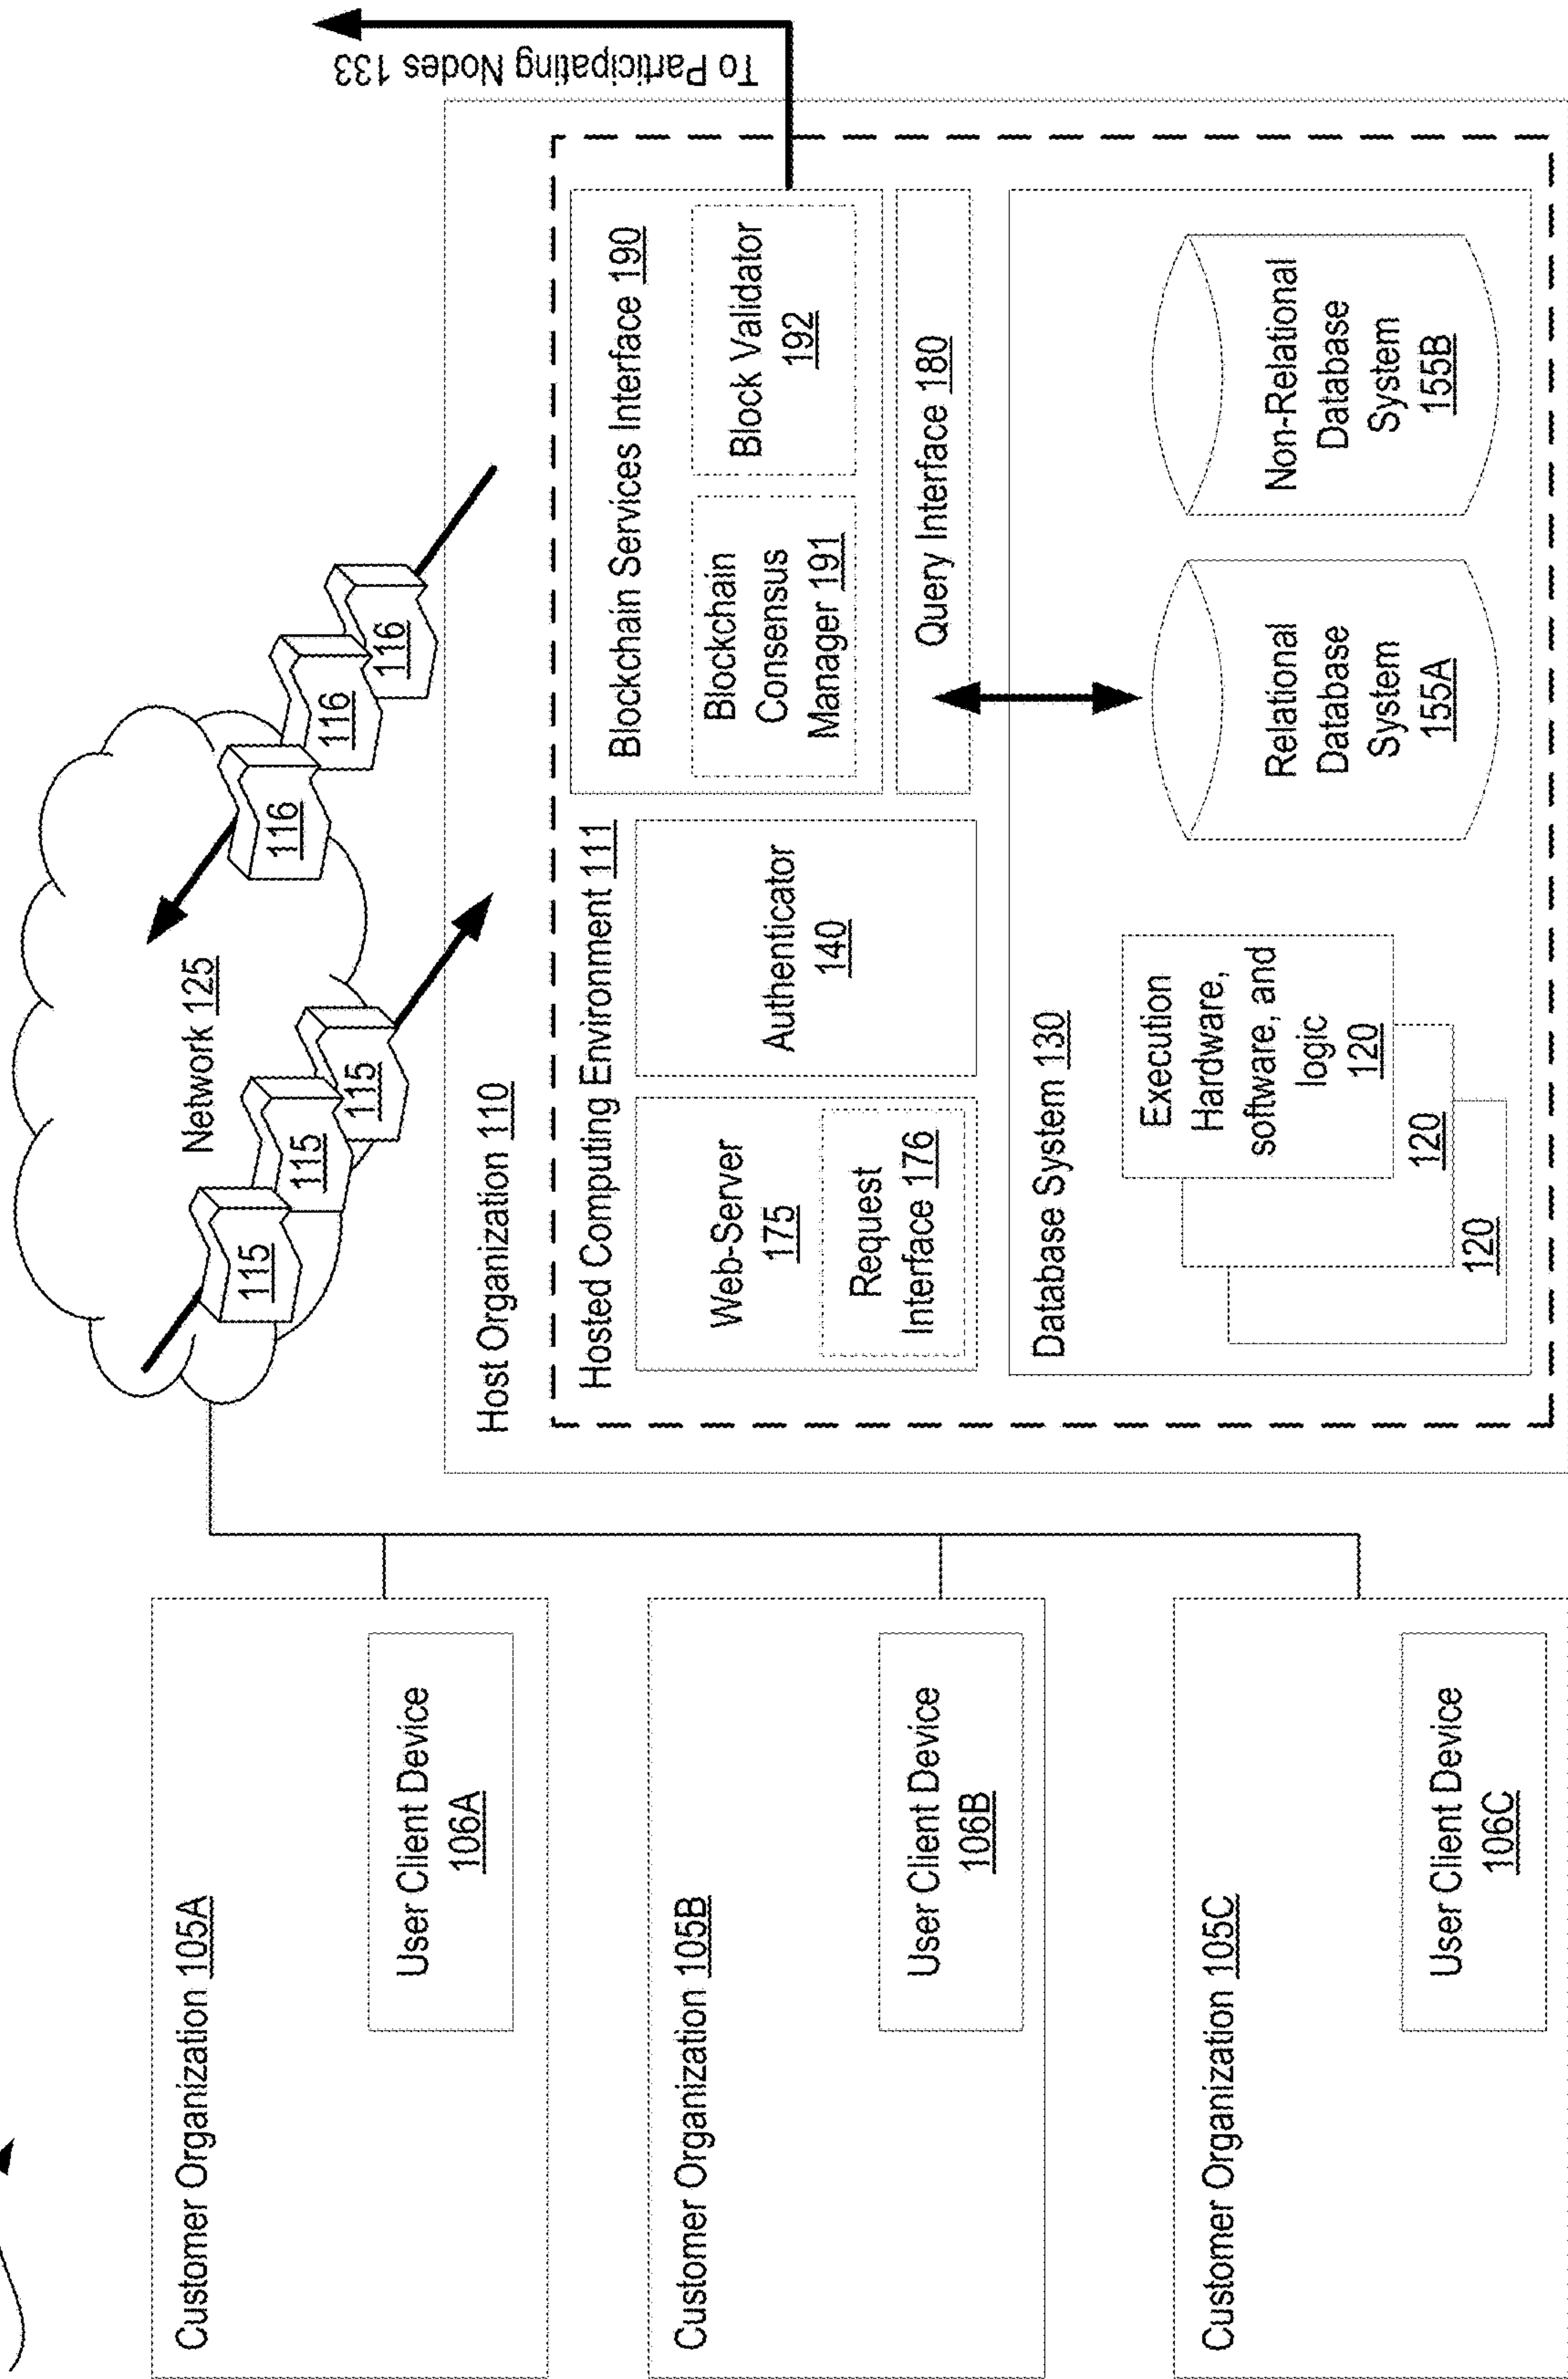 Customer Organization 105A
User Client Device
106A
Customer Organization 105B
User Client Device
106B
Customer Organization 105C
User Client Device
106C
Network 125
115
115
115
116
116
116
To Participating Nodes 133
Host Organization 110
Hosted Computing Environment 111
Web-Server
175
Request
Interface 176
Authenticator
140
Blockchain Services Interface 190
Blockchain
Consensus
Manager 191
Block Validator
192
Query Interface 180
Database System 130
Execution
Hardware,
software, and
logic
120
120
120
Relational
Database
System
155A
Non-Relational
Database
System
155B